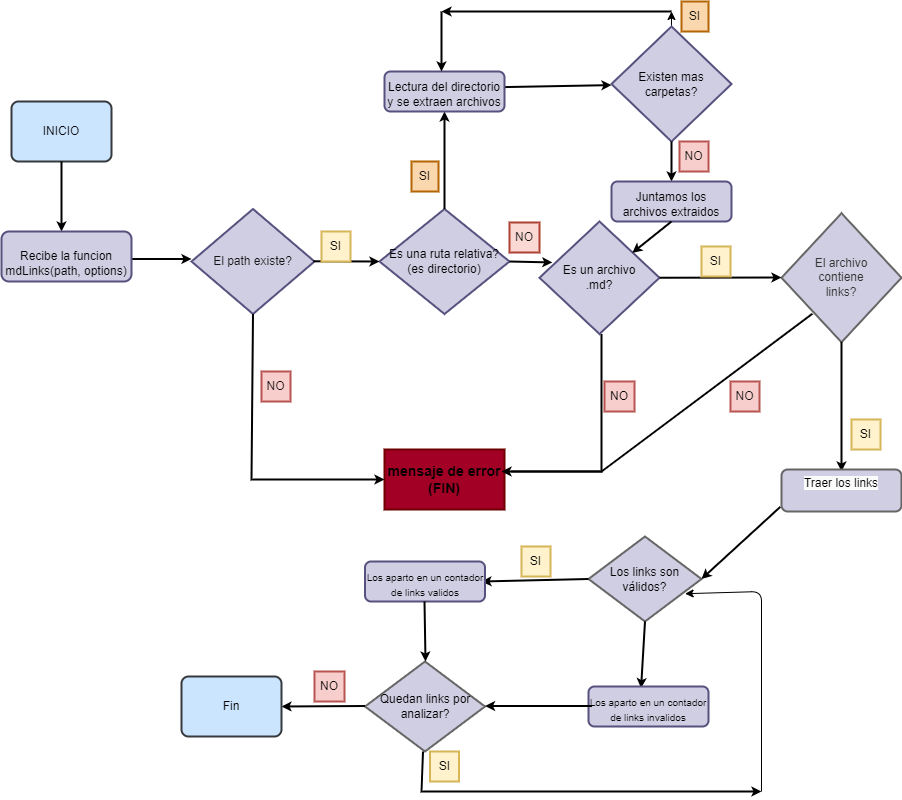 SI
Lectura del directorio
y se extraen archivos
Existen mas
carpetas?
INICIO
SI
NO
Juntamos los
archivos extraidos
Recibe la funcion
mdLinks(path, options)
El path existe?
SI
Es una ruta relativa?
(es directorio)
NO
Es un archivo
.md?
SI
El archivo
contiene
links?
NO
NO
NO
SI
mensaje de error
(FIN)
Traer los links
SI
Los links son
válidos?
Los aparto en un contador
de links validos
NO
Fin
Quedan links por
analizar?
Los aparto en un contador
de links invalidos
SI